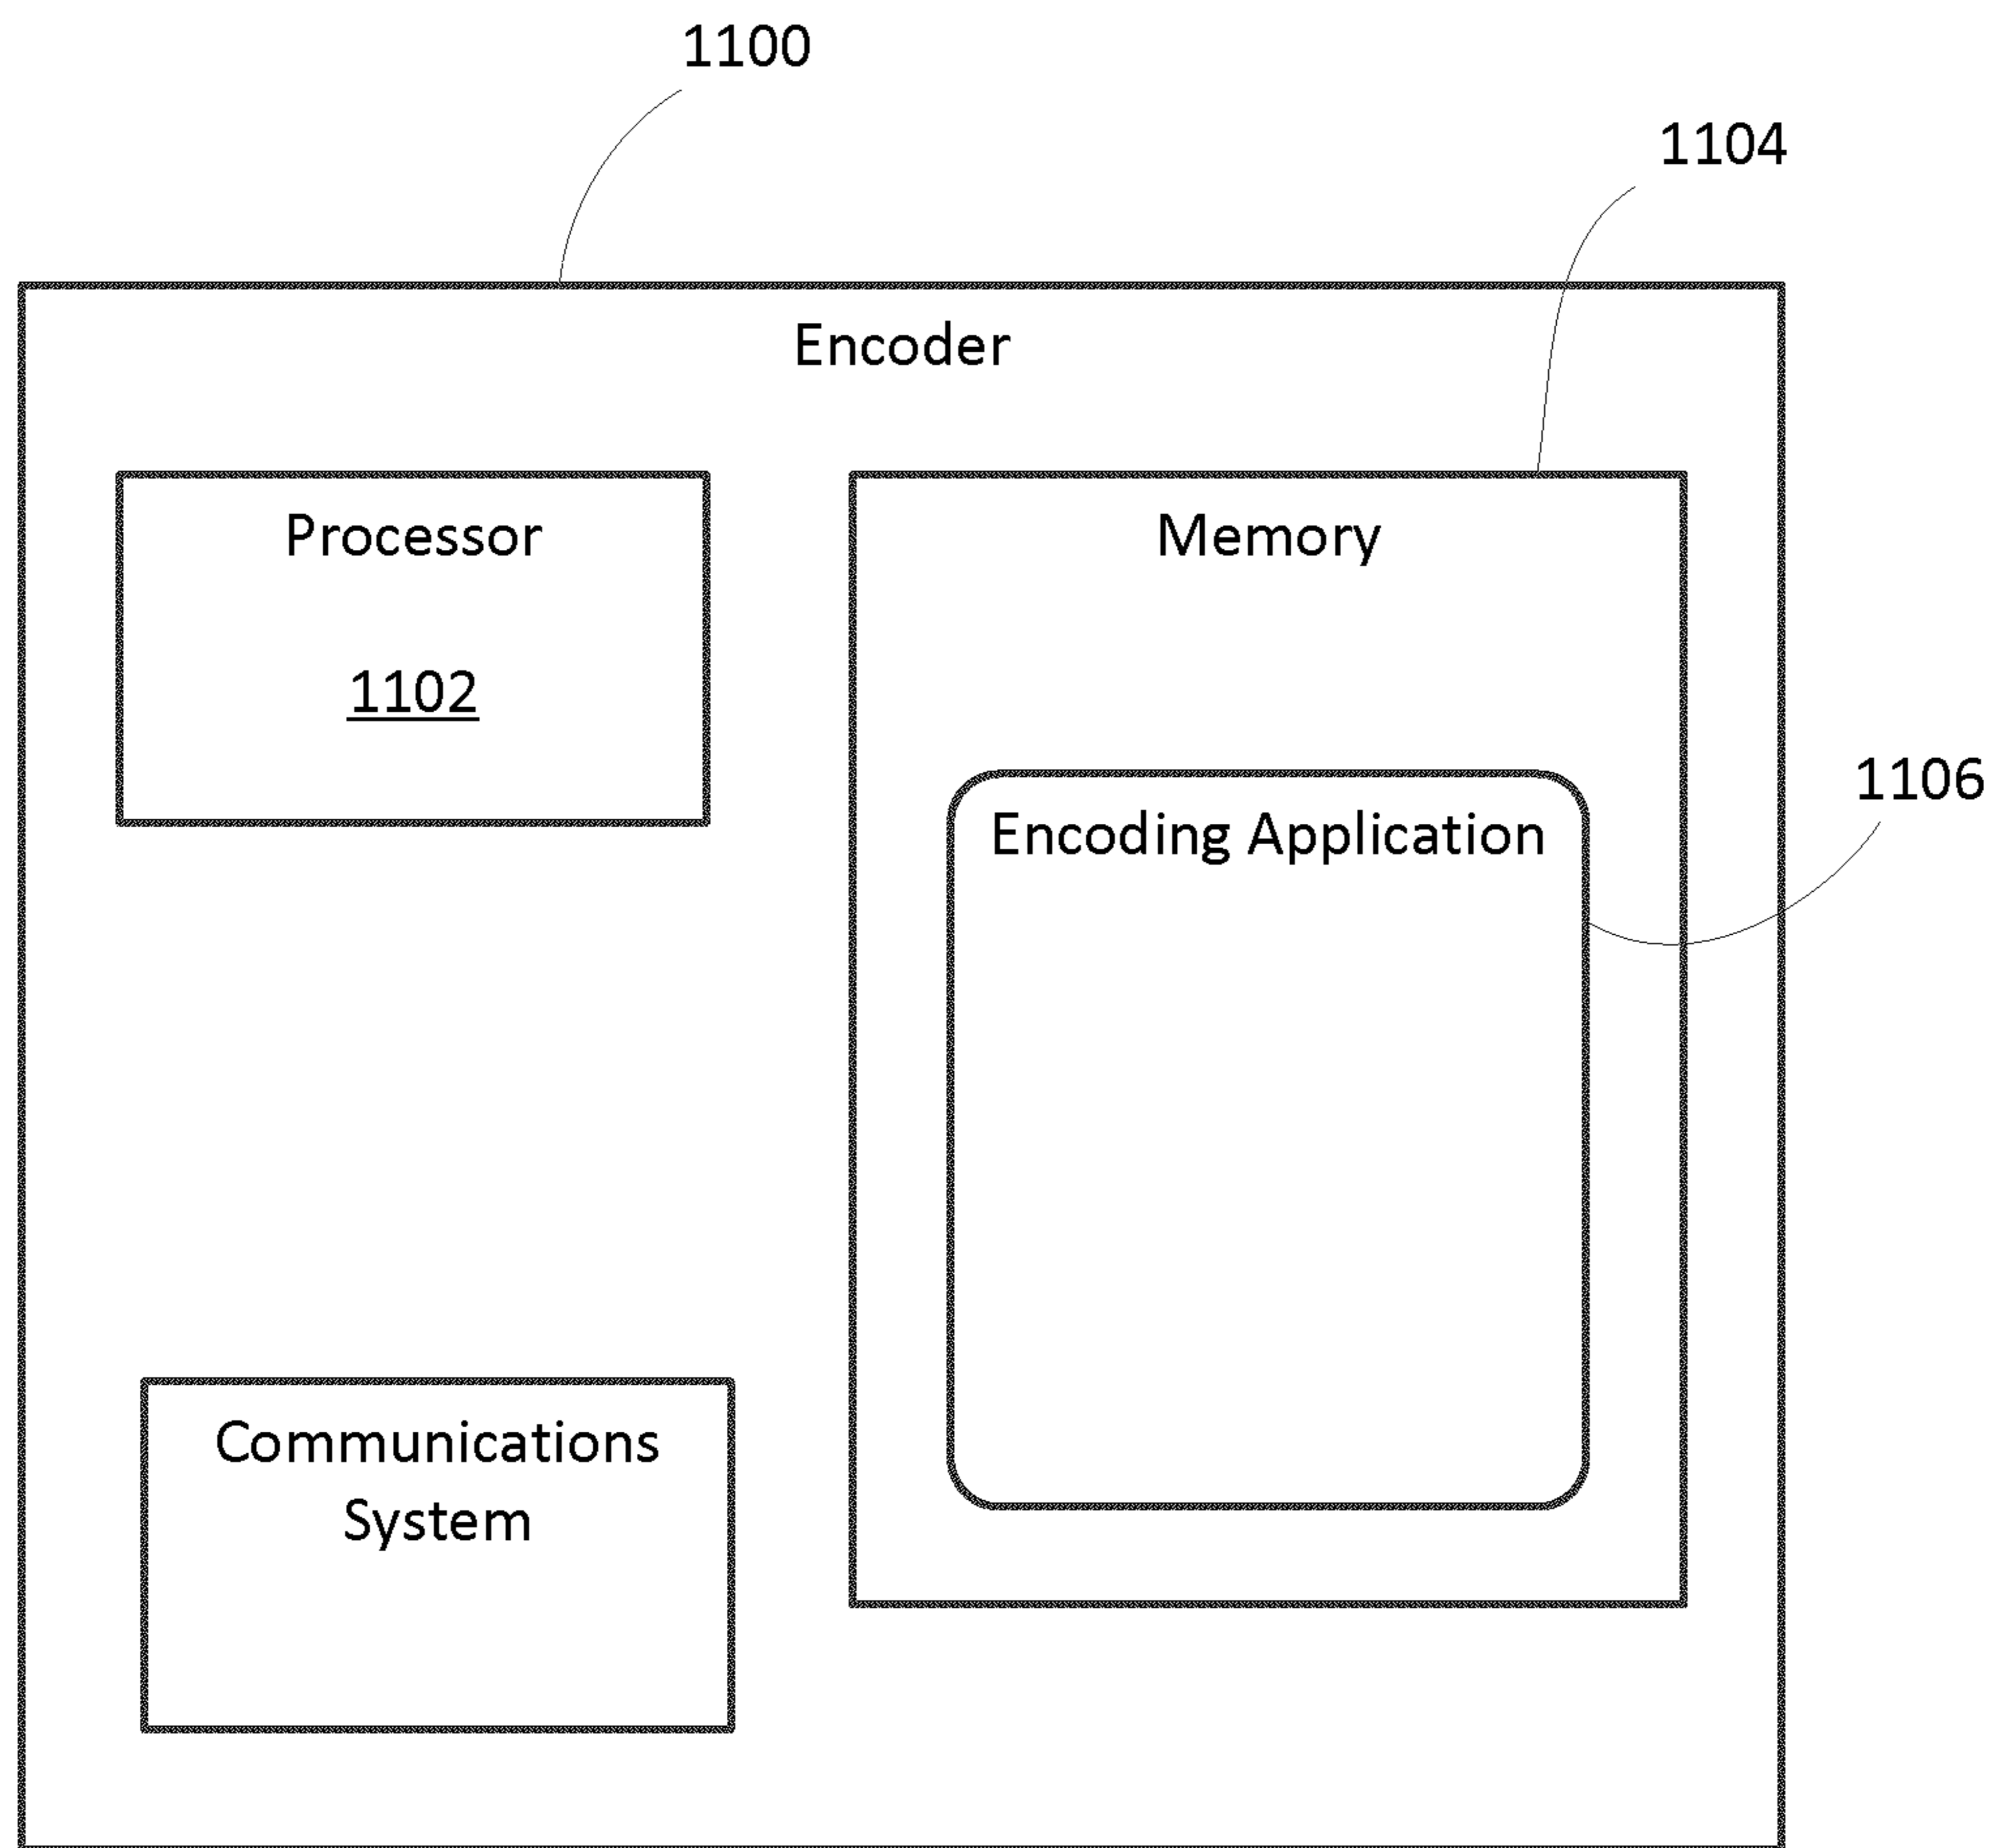 1100
1104
Encoder
Processor
Memory
1102
1106
Encoding Application
Communications
System